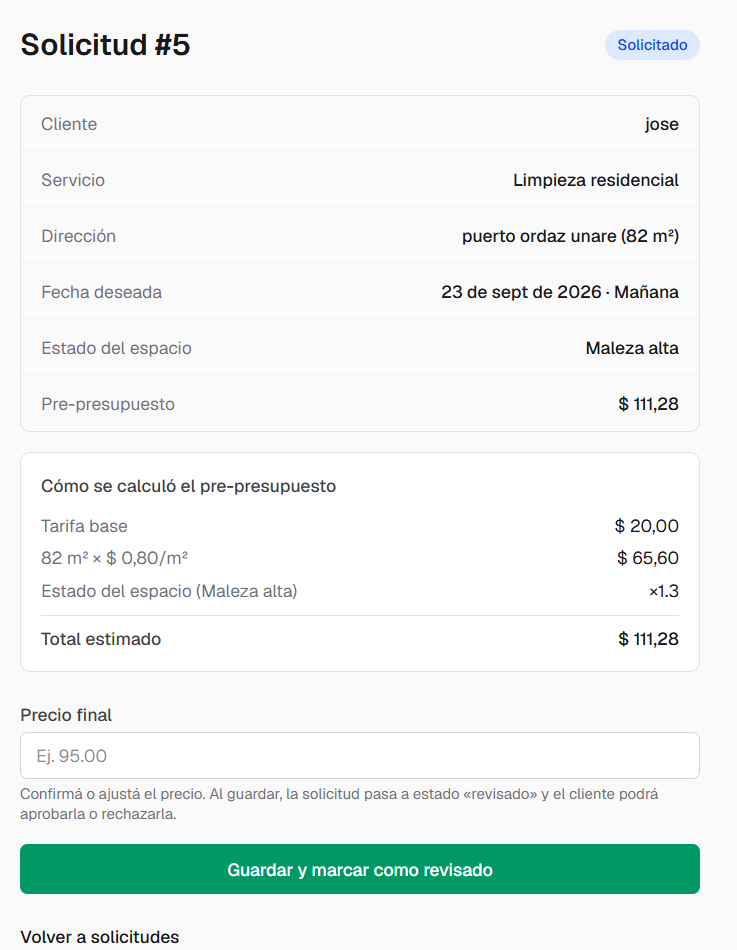 Solicitud #5
Solicitado
Cliente jose
Servicio Limpieza residencial
Dirección puerto ordaz unare (82 m²)
Fecha deseada 23 de sept de 2026 · Mañana
Estado del espacio Maleza alta
Pre-presupuesto $ 111,28
Cómo se calculó el pre-presupuesto
Tarifa base $ 20,00
82 m² × $ 0,80/m² $ 65,60
Estado del espacio (Maleza alta) ×1.3
Total estimado $ 111,28
Precio final
Ej. 95.00
Confirmá o ajustá el precio. Al guardar, la solicitud pasa a estado «revisado» y el cliente podrá
aprobarla o rechazarla.
Guardar y marcar como revisado
Volver a solicitudes